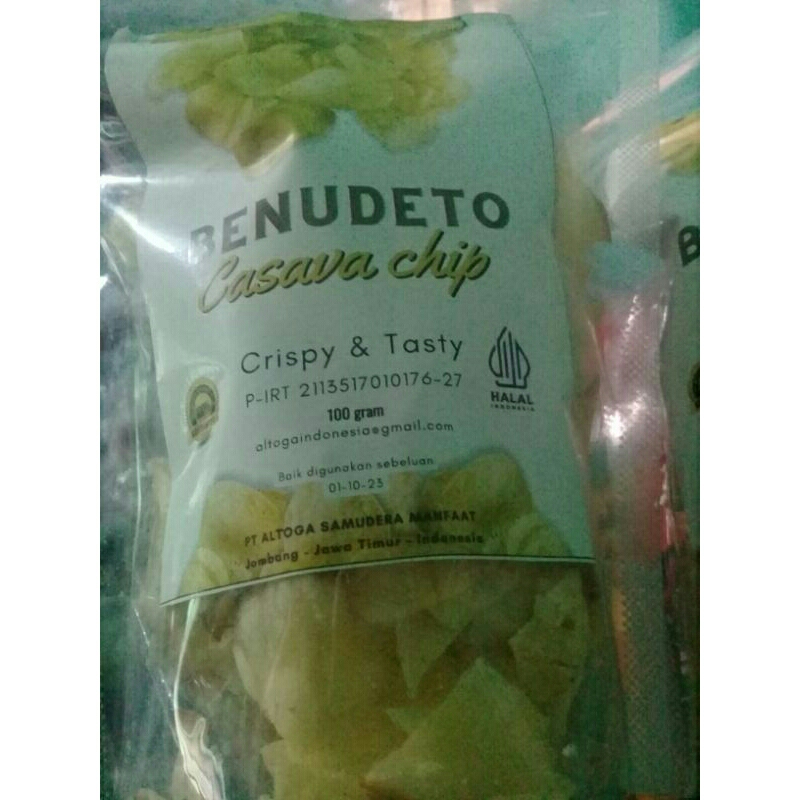 BENUDETO
Casava chip
Crispy & Tasty
P-IRT 2113517010176-27
HALAL
INDONESIA
100 gram
altogaindonesia@gmail.com
Baik digunakan sebeluan
01-10-23
PT ALTOGA SAMUDERA MANFAAT
Jombang - Jawa Timur - Indonesia
B